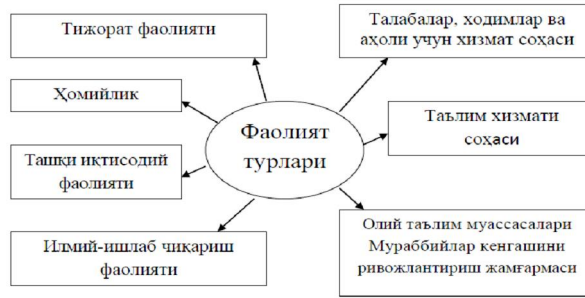 Тижорат фаолияти
Талабалар, ходимлар ва
аҳоли учун хизмат соҳаси
Ҳомийлик
Фаолият
турлари
Таълим хизмати
соҳаси
Ташқи иқтисодий
фаолияти
Илмий-ишлаб чиқариш
фаолияти
Олий таълим муассасалари
Мураббийлар кенгашини
ривожлантириш жамғармаси